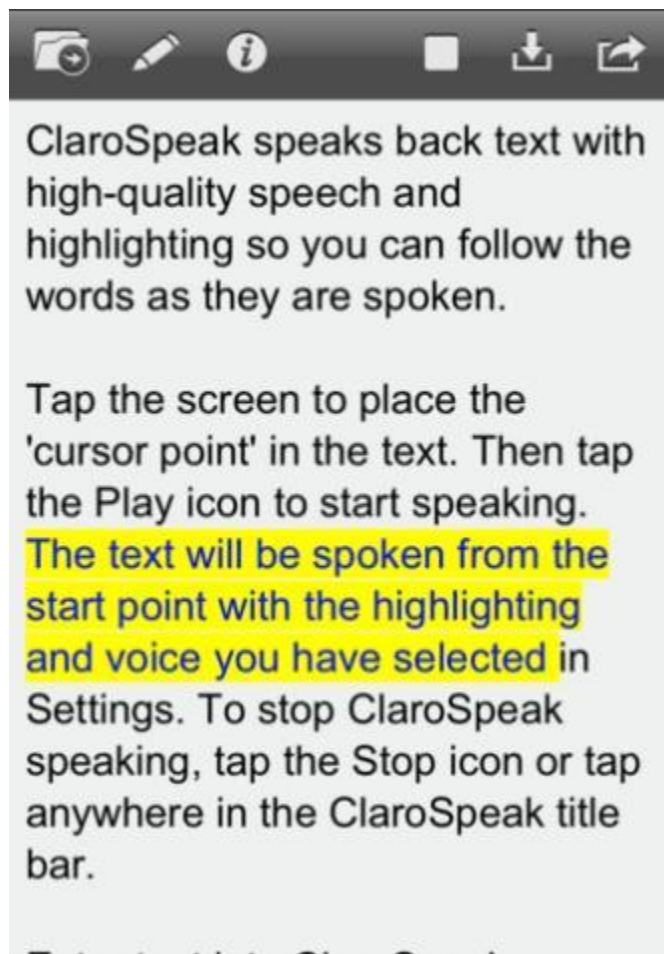 ClaroSpeak speaks back text with
high-quality speech and
highlighting so you can follow the
words as they are spoken.
Tap the screen to place the
'cursor point' in the text. Then tap
the Play icon to start speaking.
The text will be spoken from the
start point with the highlighting
and voice you have selected in
Settings. To stop ClaroSpeak
speaking, tap the Stop icon or tap
anywhere in the ClaroSpeak title
bar.